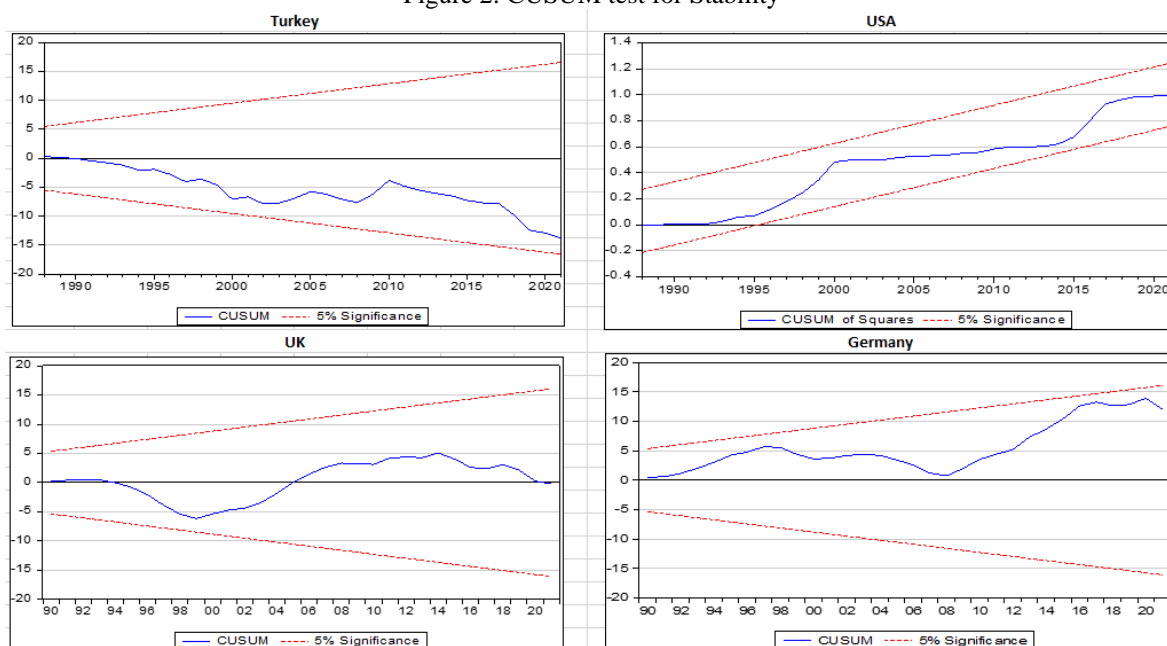 Figure 2. CUSUM test for Stability
Turkey
20
15
10
5
0
-5
-10
-15
-20
1990 1995 2000 2005 2010 2015 2020
CUSUM 5% Significance
USA
1.4
1.2
1.0
0.8
0.6
0.4
0.2
0.0
-0.2
-0.4
1990 1995 2000 2005 2010 2015 2020
CUSUM of Squares 5% Significance
UK
20
15
10
5
0
-5
-10
-15
-20
90 92 94 96 98 00 02 04 06 08 10 12 14 16 18 20
CUSUM 5% Significance
Germany
20
15
10
5
0
-5
-10
-15
-20
90 92 94 96 98 00 02 04 06 08 10 12 14 16 18 20
CUSUM 5% Significance